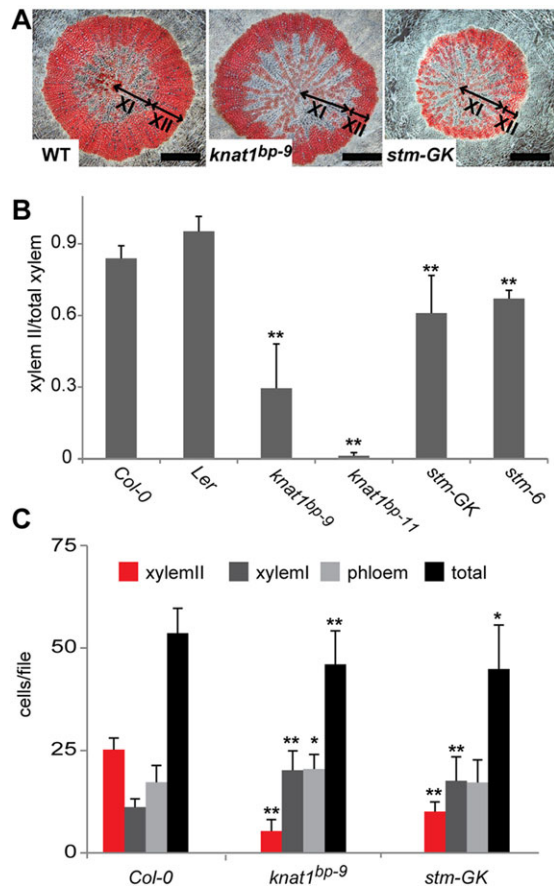 A
XI
XII
WT
XI
XII
knat1bp-9
XI
XII
stm-GK
B
xylem II/total xylem
0.9
0.6
0.3
0
**
**
**
**
Col-0
Ler
knat1bp-9
knat1bp-11
stm-GK
stm-6
C
cells/file
75
50
25
0
xylemII xylemI phloem total
**
**
*
**
**
**
*
Col-0
knat1bp-9
stm-GK